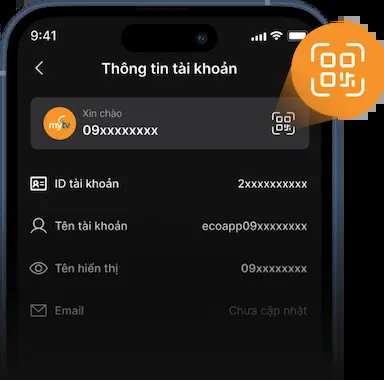 9:41
Thông tin tài khoản
Xin chào
mytv
09xxxxxxxx
ID tài khoản 2xxxxxxxxxx
Tên tài khoản ecoapp09xxxxxxxx
Tên hiển thị 09xxxxxxxx
Email Chưa cập nhật